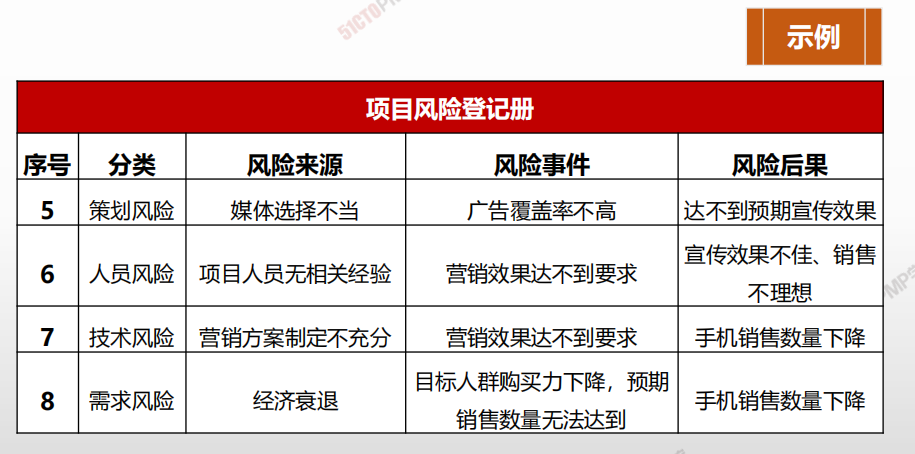 51CTOPM
示例
项目风险登记册
序号 分类 风险来源 风险事件 风险后果
5 策划风险 媒体选择不当 广告覆盖率不高 达不到预期宣传效果
6 人员风险 项目人员无相关经验 营销效果达不到要求 宣传效果不佳、销售
不理想
7 技术风险 营销方案制定不充分 营销效果达不到要求 手机销售数量下降
8 需求风险 经济衰退 目标人群购买力下降，预期
销售数量无法达到 手机销售数量下降